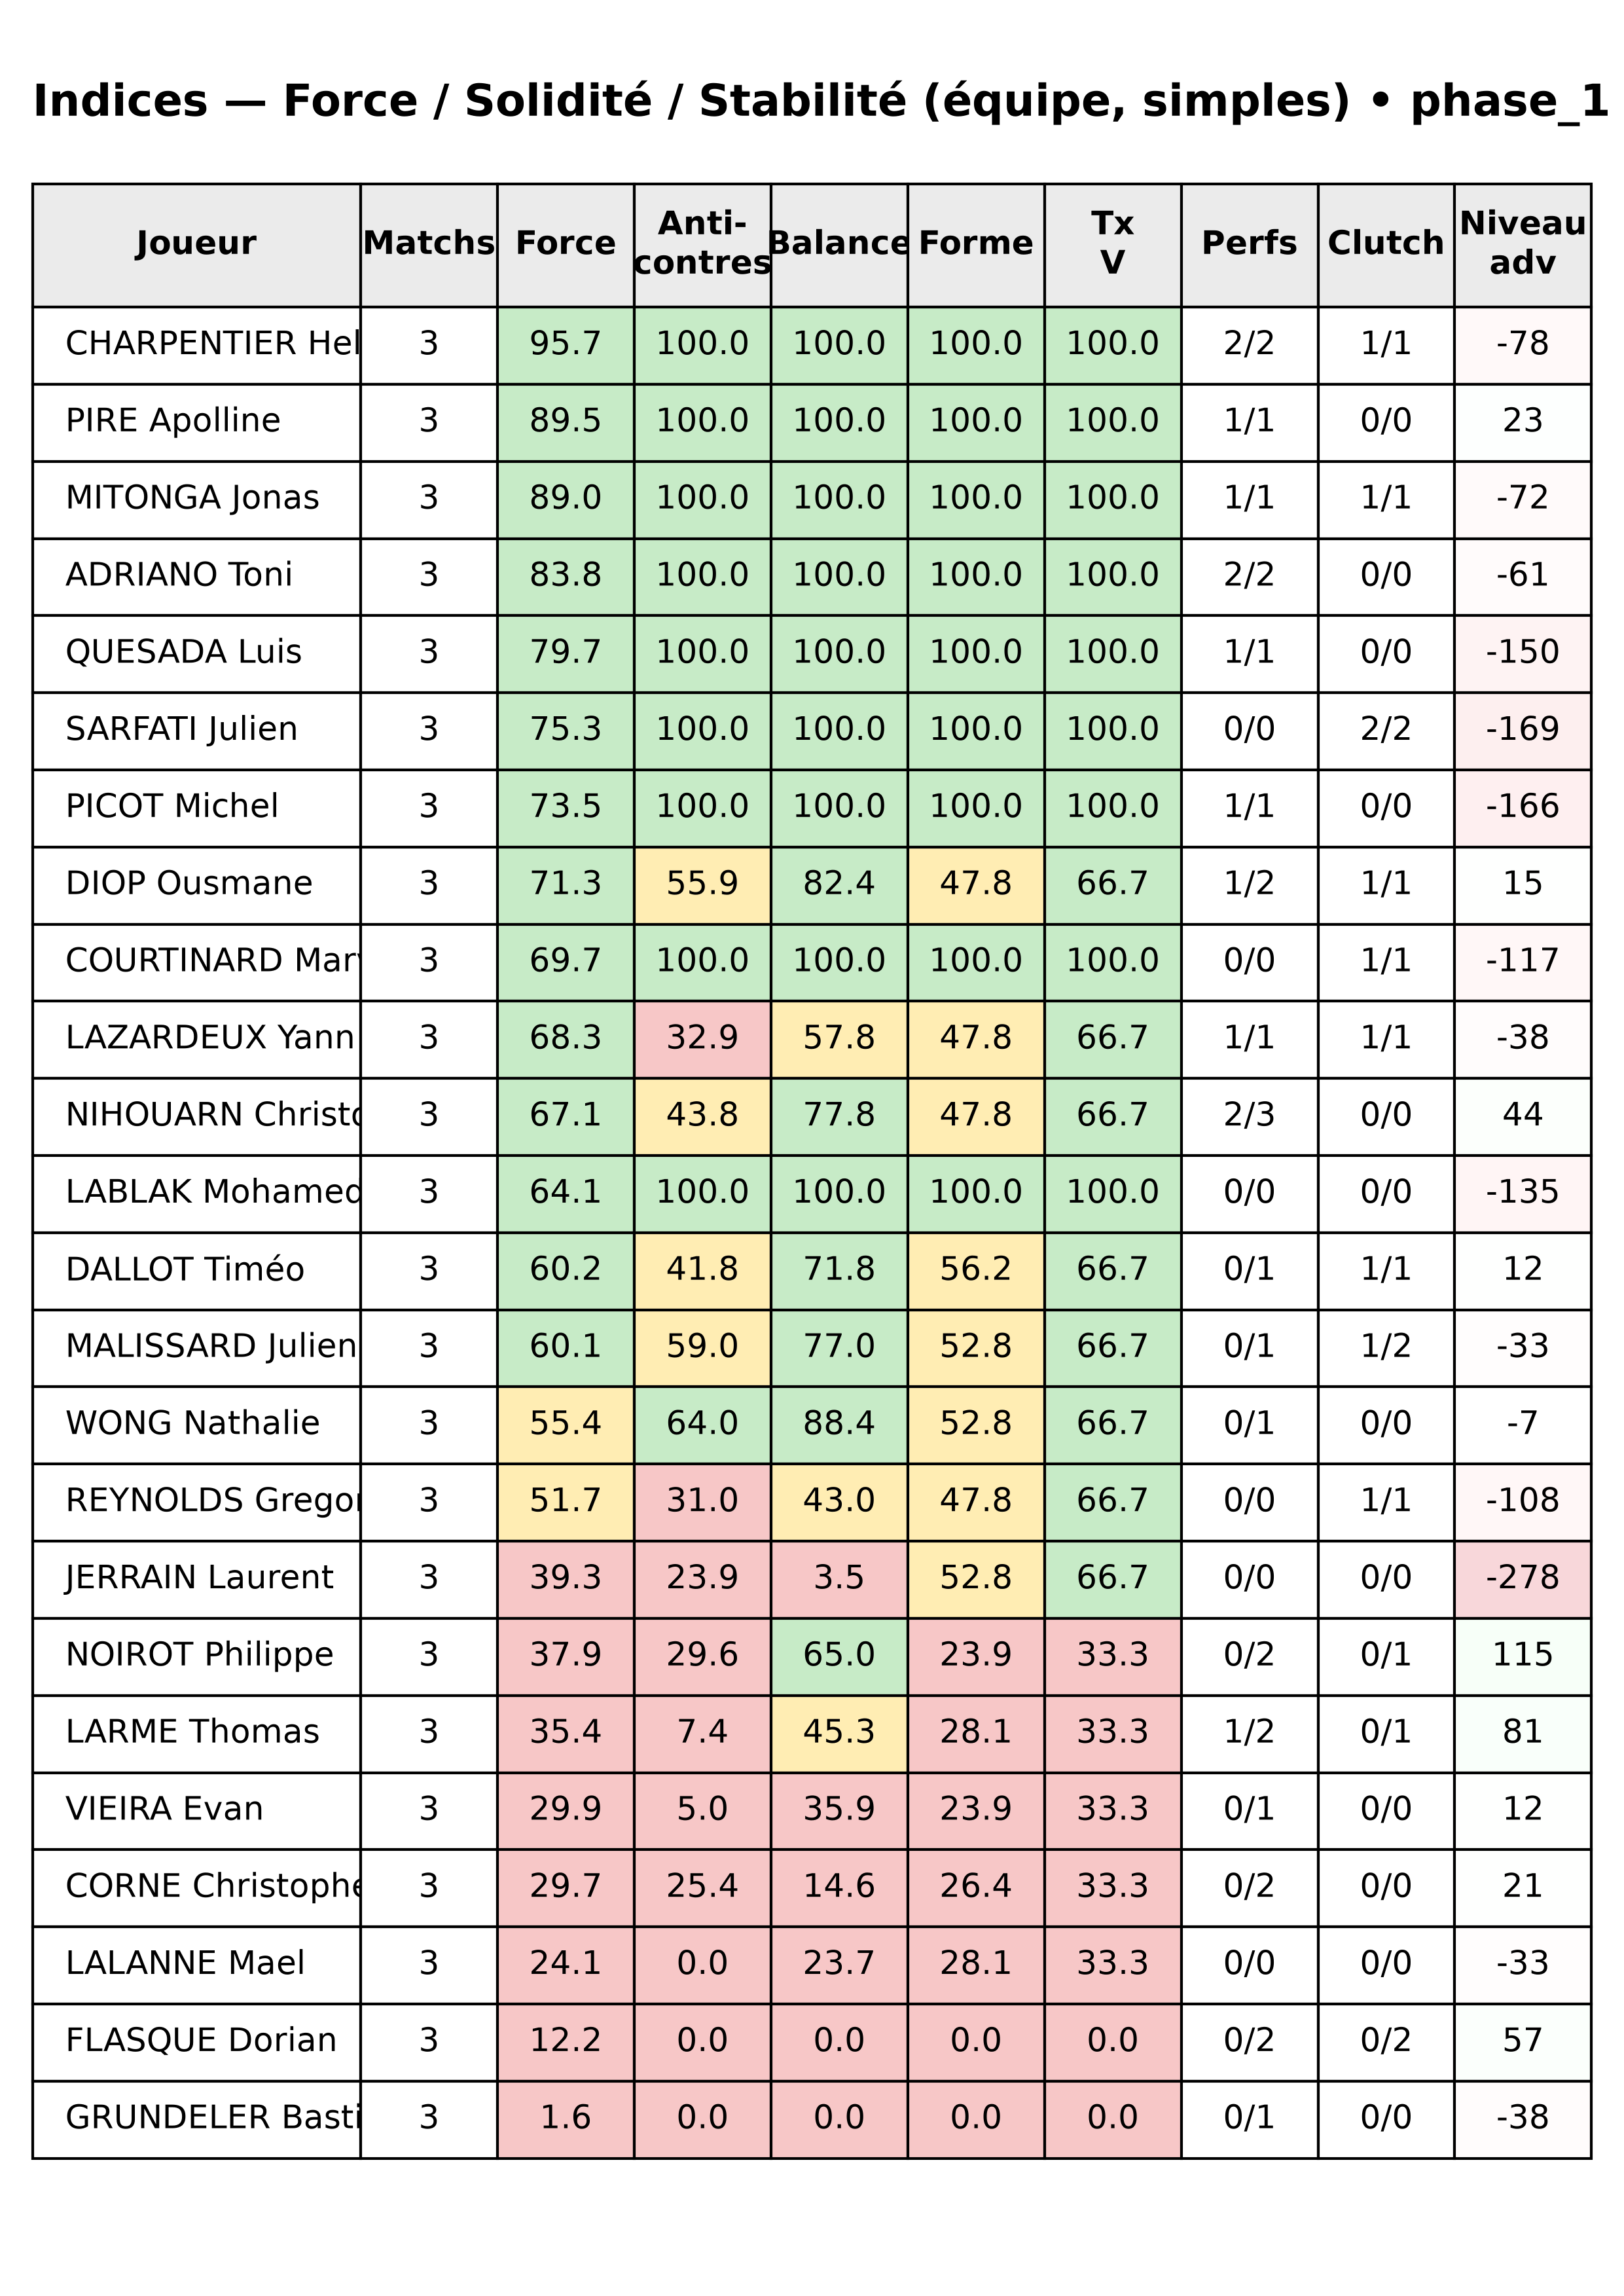 Indices — Force / Solidité / Stabilité (équipe, simples) • phase_1
Joueur Matchs Force Anti-contres Balance Forme Tx V Perfs Clutch Niveau adv
CHARPENTIER Hel 3 95.7 100.0 100.0 100.0 100.0 2/2 1/1 -78
PIRE Apolline 3 89.5 100.0 100.0 100.0 100.0 1/1 0/0 23
MITONGA Jonas 3 89.0 100.0 100.0 100.0 100.0 1/1 1/1 -72
ADRIANO Toni 3 83.8 100.0 100.0 100.0 100.0 2/2 0/0 -61
QUESADA Luis 3 79.7 100.0 100.0 100.0 100.0 1/1 0/0 -150
SARFATI Julien 3 75.3 100.0 100.0 100.0 100.0 0/0 2/2 -169
PICOT Michel 3 73.5 100.0 100.0 100.0 100.0 1/1 0/0 -166
DIOP Ousmane 3 71.3 55.9 82.4 47.8 66.7 1/2 1/1 15
COURTINARD Marv 3 69.7 100.0 100.0 100.0 100.0 0/0 1/1 -117
LAZARDEUX Yann 3 68.3 32.9 57.8 47.8 66.7 1/1 1/1 -38
NIHOUARN Christo 3 67.1 43.8 77.8 47.8 66.7 2/3 0/0 44
LABLAK Mohamed 3 64.1 100.0 100.0 100.0 100.0 0/0 0/0 -135
DALLOT Timéo 3 60.2 41.8 71.8 56.2 66.7 0/1 1/1 12
MALISSARD Julien 3 60.1 59.0 77.0 52.8 66.7 0/1 1/2 -33
WONG Nathalie 3 55.4 64.0 88.4 52.8 66.7 0/1 0/0 -7
REYNOLDS Gregor 3 51.7 31.0 43.0 47.8 66.7 0/0 1/1 -108
JERRAIN Laurent 3 39.3 23.9 3.5 52.8 66.7 0/0 0/0 -278
NOIROT Philippe 3 37.9 29.6 65.0 23.9 33.3 0/2 0/1 115
LARME Thomas 3 35.4 7.4 45.3 28.1 33.3 1/2 0/1 81
VIEIRA Evan 3 29.9 5.0 35.9 23.9 33.3 0/1 0/0 12
CORNE Christophe 3 29.7 25.4 14.6 26.4 33.3 0/2 0/0 21
LALANNE Mael 3 24.1 0.0 23.7 28.1 33.3 0/0 0/0 -33
FLASQUE Dorian 3 12.2 0.0 0.0 0.0 0.0 0/2 0/2 57
GRUNDELER Basti 3 1.6 0.0 0.0 0.0 0.0 0/1 0/0 -38